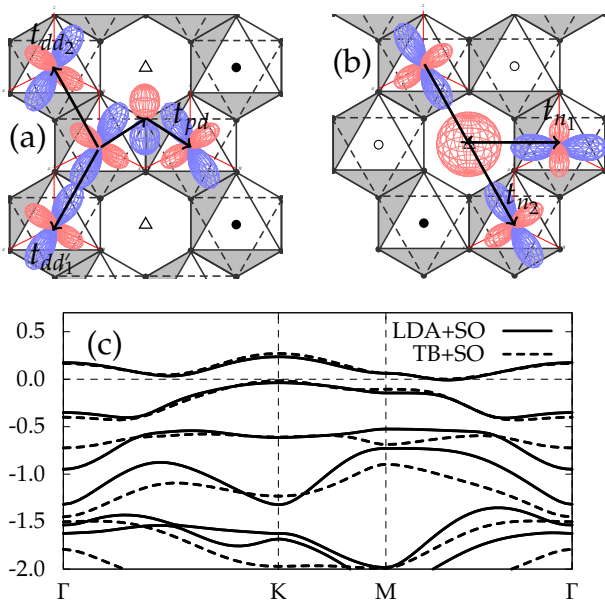 t_{dd_2}
(a)
t_{pd}
t_{dd_1}
(b)
t_{n_1}
t_{n_2}
(c)
LDA+SO
TB+SO
0.5
0.0
-0.5
-1.0
-1.5
-2.0
Γ K M Γ